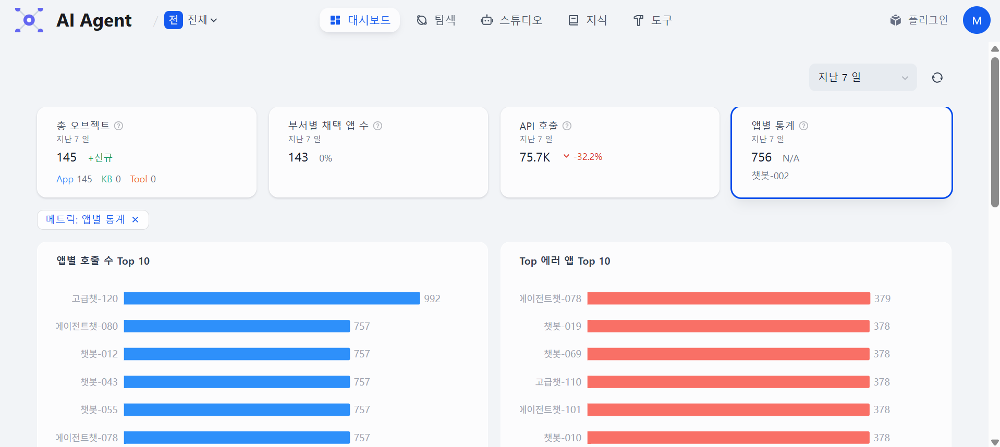 AI Agent / 전 전체 대시보드 탐색 스튜디오 지식 도구 플러그인 M
지난 7 일
총 오브젝트 ?
지난 7 일
145 +신규
App 145 KB 0 Tool 0
부서별 채택 앱 수 ?
지난 7 일
143 0%
API 호출 ?
지난 7 일
75.7K -32.2%
앱별 통계 ?
지난 7 일
756 N/A
챗봇-002
메트릭: 앱별 통계 ✕
앱별 호출 수 Top 10
고급챗-120 992
에이전트챗-080 757
챗봇-012 757
챗봇-043 757
챗봇-055 757
에이전트챗-078 757
Top 에러 앱 Top 10
에이전트챗-078 379
챗봇-019 378
챗봇-069 378
고급챗-110 378
에이전트챗-101 378
챗봇-010 378